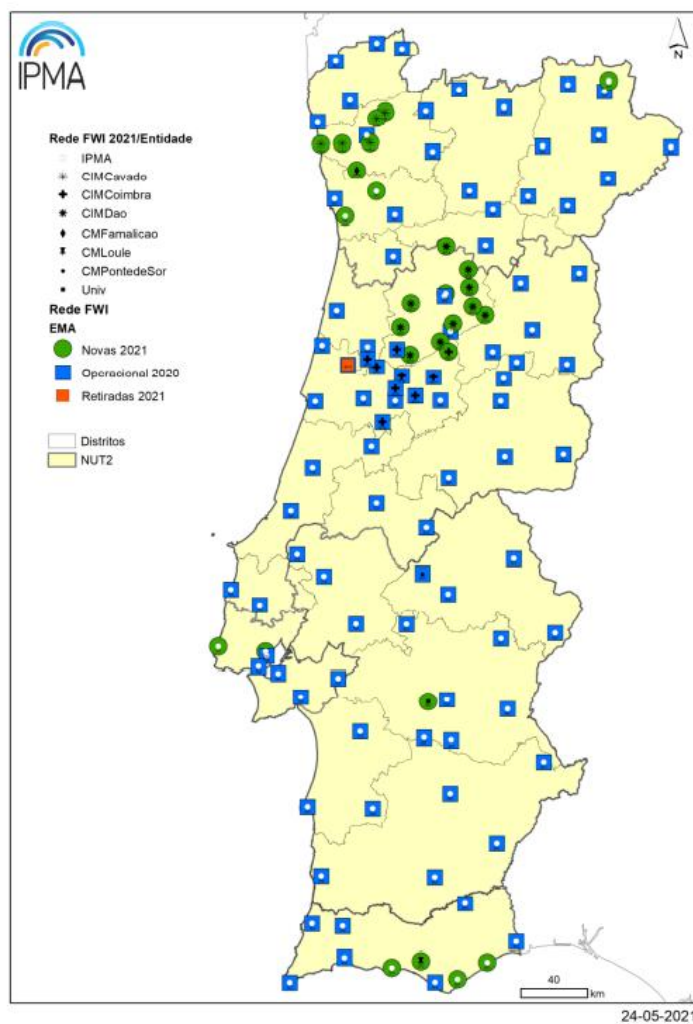 IPMA
N
Rede FWI 2021/Entidade
IPMA
CIMCavado
CIMCoimbra
CIMDao
CMFamalicao
CMLoule
CMPontedeSor
Univ
Rede FWI
EMA
Novas 2021
Operacional 2020
Retiradas 2021
Distritos
NUT2
40
km
24-05-2021